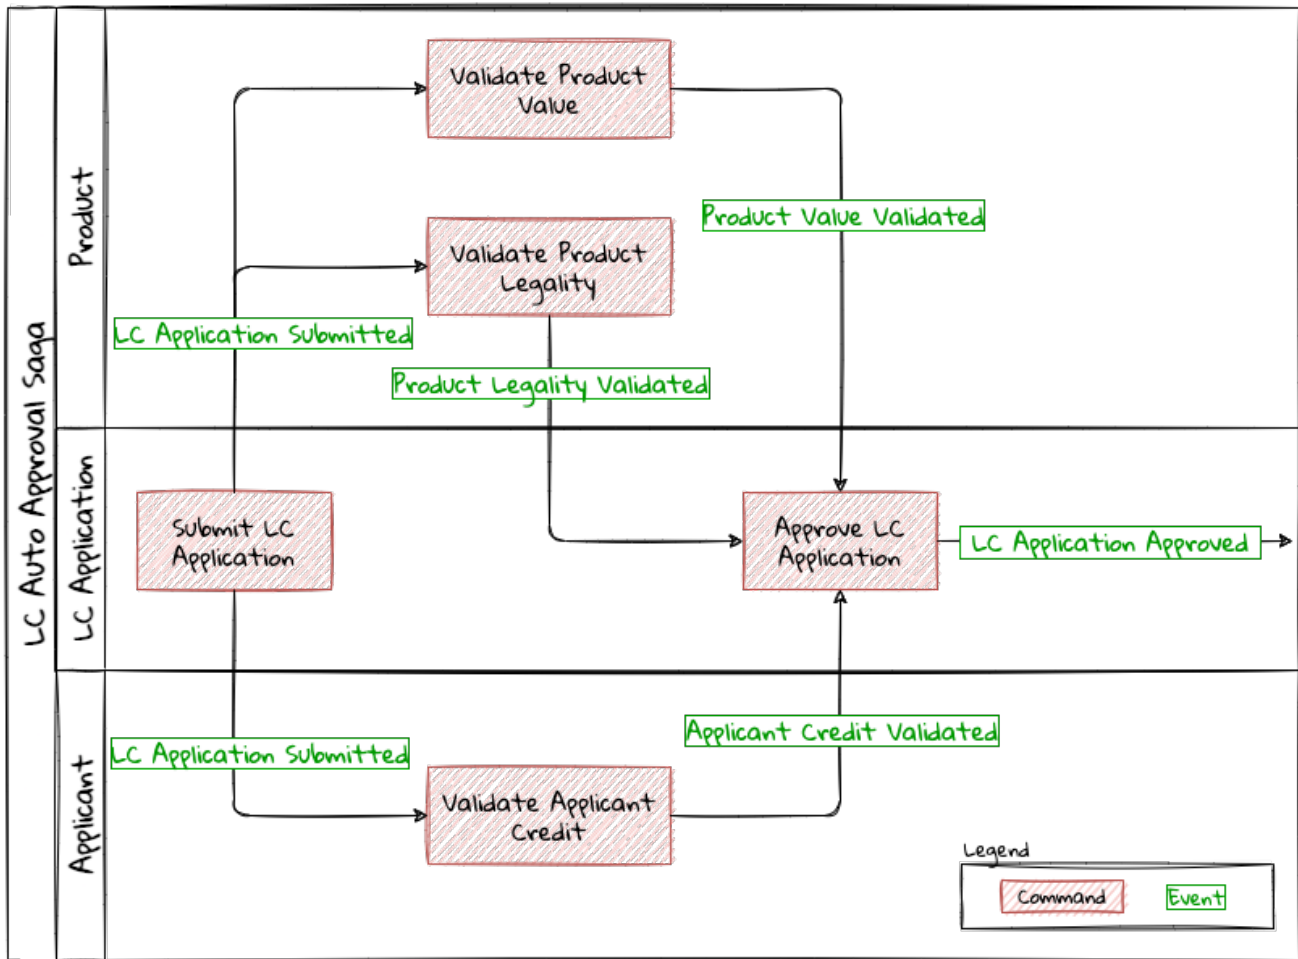 LC Auto Approval Saga
Product
Validate Product
Value
Product Value Validated
Validate Product
Legality
LC Application Submitted
Product Legality Validated
LC Application
Submit LC
Application
Approve LC
Application
LC Application Approved
Applicant
LC Application Submitted
Applicant Credit Validated
Validate Applicant
Credit
Legend
Command
Event